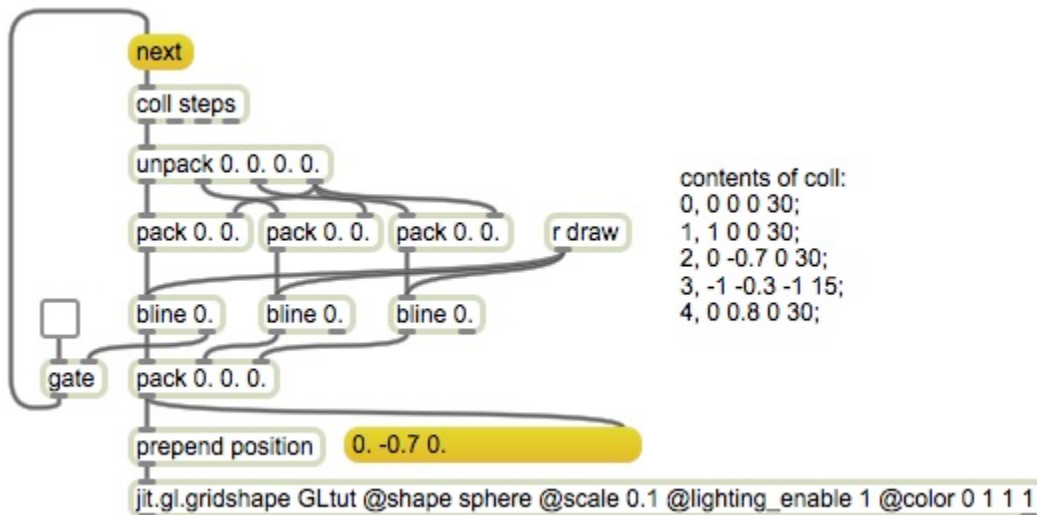 next
coll steps
unpack 0. 0. 0. 0.
contents of coll:
0, 0 0 0 30;
1, 1 0 0 30;
2, 0 -0.7 0 30;
3, -1 -0.3 -1 15;
4, 0 0.8 0 30;
pack 0. 0. pack 0. 0. pack 0. 0. r draw
bline 0. bline 0. bline 0.
gate pack 0. 0. 0.
prepend position 0. -0.7 0.
jit.gl.gridshape GLtut @shape sphere @scale 0.1 @lighting_enable 1 @color 0 1 1 1